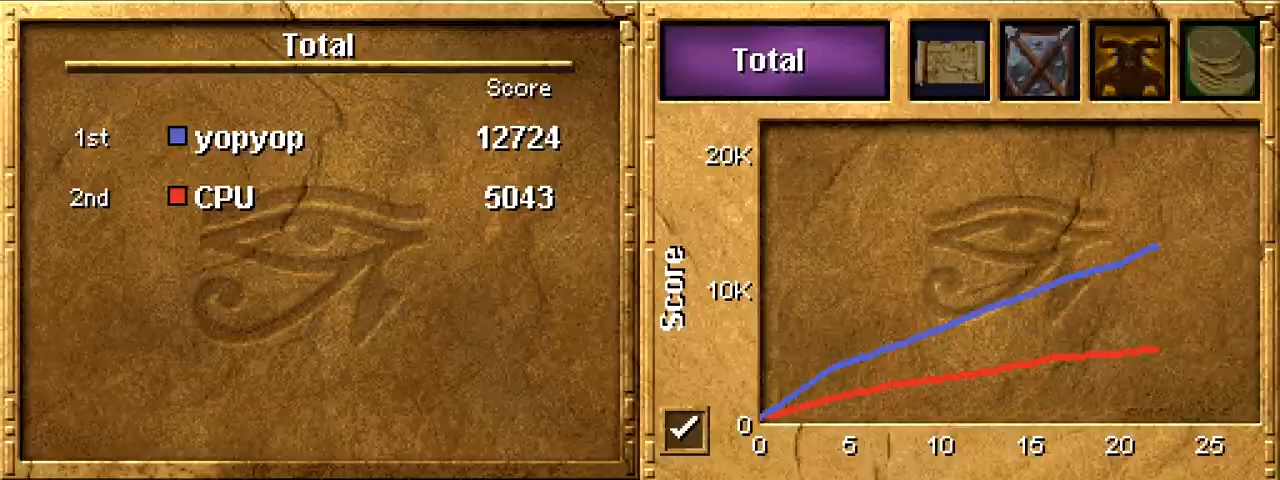 Total
Score
1st yopyop 12724
2nd CPU 5043
Total
20K
10K
0
Score
0 5 10 15 20 25